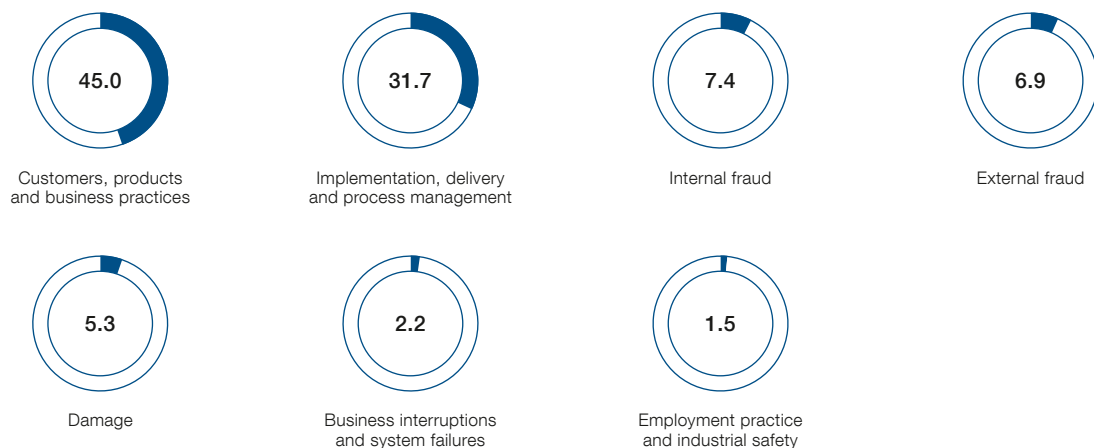 45.0
31.7
7.4
6.9
Customers, products
and business practices
Implementation, delivery
and process management
Internal fraud
External fraud
5.3
2.2
1.5
Damage
Business interruptions
and system failures
Employment practice
and industrial safety